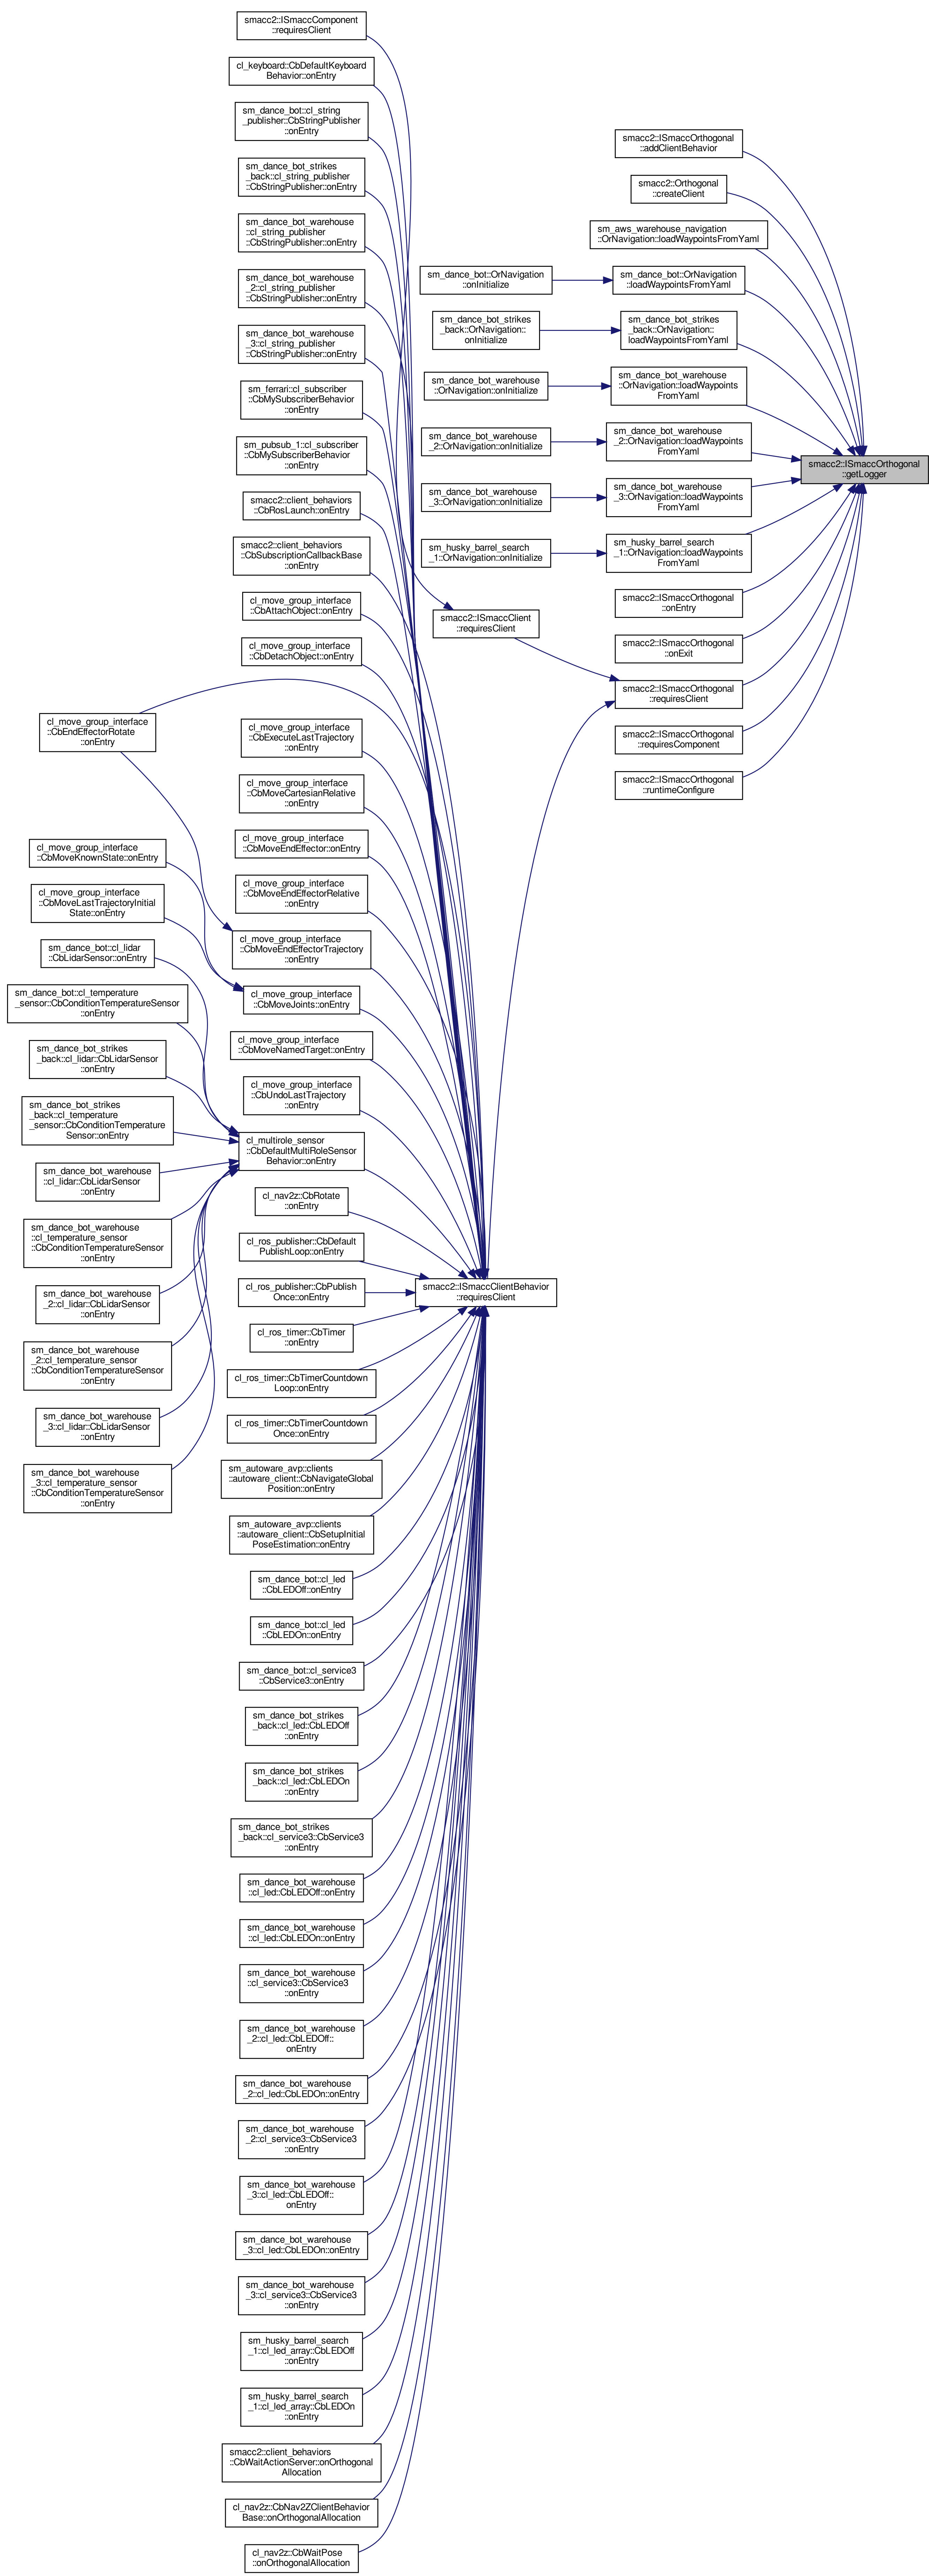 smacc2::ISmaccComponent
::requiresClient
cl_keyboard::CbDefaultKeyboard
Behavior::onEntry
sm_dance_bot::cl_string
_publisher::CbStringPublisher
::onEntry
sm_dance_bot_strikes
_back::cl_string_publisher
::CbStringPublisher::onEntry
sm_dance_bot_warehouse
::cl_string_publisher
::CbStringPublisher::onEntry
sm_dance_bot_warehouse
_2::cl_string_publisher
::CbStringPublisher::onEntry
sm_dance_bot_warehouse
_3::cl_string_publisher
::CbStringPublisher::onEntry
sm_ferrari::cl_subscriber
::CbMySubscriberBehavior
::onEntry
sm_pubsub_1::cl_subscriber
::CbMySubscriberBehavior
::onEntry
smacc2::client_behaviors
::CbRosLaunch::onEntry
smacc2::client_behaviors
::CbSubscriptionCallbackBase
::onEntry
cl_move_group_interface
::CbAttachObject::onEntry
cl_move_group_interface
::CbDetachObject::onEntry
cl_move_group_interface
::CbEndEffectorRotate
::onEntry
cl_move_group_interface
::CbExecuteLastTrajectory
::onEntry
cl_move_group_interface
::CbMoveCartesianRelative
::onEntry
cl_move_group_interface
::CbMoveEndEffector::onEntry
cl_move_group_interface
::CbMoveEndEffectorRelative
::onEntry
cl_move_group_interface
::CbMoveEndEffectorTrajectory
::onEntry
cl_move_group_interface
::CbMoveJoints::onEntry
cl_move_group_interface
::CbMoveNamedTarget::onEntry
cl_move_group_interface
::CbUndoLastTrajectory
::onEntry
cl_multirole_sensor
::CbDefaultMultiRoleSensor
Behavior::onEntry
cl_nav2z::CbRotate
::onEntry
cl_ros_publisher::CbDefault
PublishLoop::onEntry
cl_ros_publisher::CbPublish
Once::onEntry
cl_ros_timer::CbTimer
::onEntry
cl_ros_timer::CbTimerCountdown
Loop::onEntry
cl_ros_timer::CbTimerCountdown
Once::onEntry
sm_autoware_avp::clients
::autoware_client::CbNavigateGlobal
Position::onEntry
sm_autoware_avp::clients
::autoware_client::CbSetupInitial
PoseEstimation::onEntry
sm_dance_bot::cl_led
::CbLEDOff::onEntry
sm_dance_bot::cl_led
::CbLEDOn::onEntry
sm_dance_bot::cl_service3
::CbService3::onEntry
sm_dance_bot_strikes
_back::cl_led::CbLEDOff
::onEntry
sm_dance_bot_strikes
_back::cl_led::CbLEDOn
::onEntry
sm_dance_bot_strikes
_back::cl_service3::CbService3
::onEntry
sm_dance_bot_warehouse
::cl_led::CbLEDOff::onEntry
sm_dance_bot_warehouse
::cl_led::CbLEDOn::onEntry
sm_dance_bot_warehouse
::cl_service3::CbService3
::onEntry
sm_dance_bot_warehouse
_2::cl_led::CbLEDOff::
onEntry
sm_dance_bot_warehouse
_2::cl_led::CbLEDOn::onEntry
sm_dance_bot_warehouse
_2::cl_service3::CbService3
::onEntry
sm_dance_bot_warehouse
_3::cl_led::CbLEDOff::
onEntry
sm_dance_bot_warehouse
_3::cl_led::CbLEDOn::onEntry
sm_dance_bot_warehouse
_3::cl_service3::CbService3
::onEntry
sm_husky_barrel_search
_1::cl_led_array::CbLEDOff
::onEntry
sm_husky_barrel_search
_1::cl_led_array::CbLEDOn
::onEntry
smacc2::client_behaviors
::CbWaitActionServer::onOrthogonal
Allocation
cl_nav2z::CbNav2ZClientBehavior
Base::onOrthogonalAllocation
cl_nav2z::CbWaitPose
::onOrthogonalAllocation
cl_move_group_interface
::CbMoveKnownState::onEntry
cl_move_group_interface
::CbMoveLastTrajectoryInitial
State::onEntry
sm_dance_bot::cl_lidar
::CbLidarSensor::onEntry
sm_dance_bot::cl_temperature
_sensor::CbConditionTemperatureSensor
::onEntry
sm_dance_bot_strikes
_back::cl_lidar::CbLidarSensor
::onEntry
sm_dance_bot_strikes
_back::cl_temperature
_sensor::CbConditionTemperature
Sensor::onEntry
sm_dance_bot_warehouse
::cl_lidar::CbLidarSensor
::onEntry
sm_dance_bot_warehouse
::cl_temperature_sensor
::CbConditionTemperatureSensor
::onEntry
sm_dance_bot_warehouse
_2::cl_lidar::CbLidarSensor
::onEntry
sm_dance_bot_warehouse
_2::cl_temperature_sensor
::CbConditionTemperatureSensor
::onEntry
sm_dance_bot_warehouse
_3::cl_lidar::CbLidarSensor
::onEntry
sm_dance_bot_warehouse
_3::cl_temperature_sensor
::CbConditionTemperatureSensor
::onEntry
sm_dance_bot::OrNavigation
::onInitialize
sm_dance_bot_strikes
_back::OrNavigation::
onInitialize
sm_dance_bot_warehouse
::OrNavigation::onInitialize
sm_dance_bot_warehouse
_2::OrNavigation::onInitialize
sm_dance_bot_warehouse
_3::OrNavigation::onInitialize
sm_husky_barrel_search
_1::OrNavigation::onInitialize
smacc2::ISmaccClient
::requiresClient
smacc2::ISmaccClientBehavior
::requiresClient
smacc2::ISmaccOrthogonal
::addClientBehavior
smacc2::Orthogonal
::createClient
sm_aws_warehouse_navigation
::OrNavigation::loadWaypointsFromYaml
sm_dance_bot::OrNavigation
::loadWaypointsFromYaml
sm_dance_bot_strikes
_back::OrNavigation::
loadWaypointsFromYaml
sm_dance_bot_warehouse
::OrNavigation::loadWaypoints
FromYaml
sm_dance_bot_warehouse
_2::OrNavigation::loadWaypoints
FromYaml
sm_dance_bot_warehouse
_3::OrNavigation::loadWaypoints
FromYaml
sm_husky_barrel_search
_1::OrNavigation::loadWaypoints
FromYaml
smacc2::ISmaccOrthogonal
::onEntry
smacc2::ISmaccOrthogonal
::onExit
smacc2::ISmaccOrthogonal
::requiresClient
smacc2::ISmaccOrthogonal
::requiresComponent
smacc2::ISmaccOrthogonal
::runtimeConfigure
smacc2::ISmaccOrthogonal
::getLogger